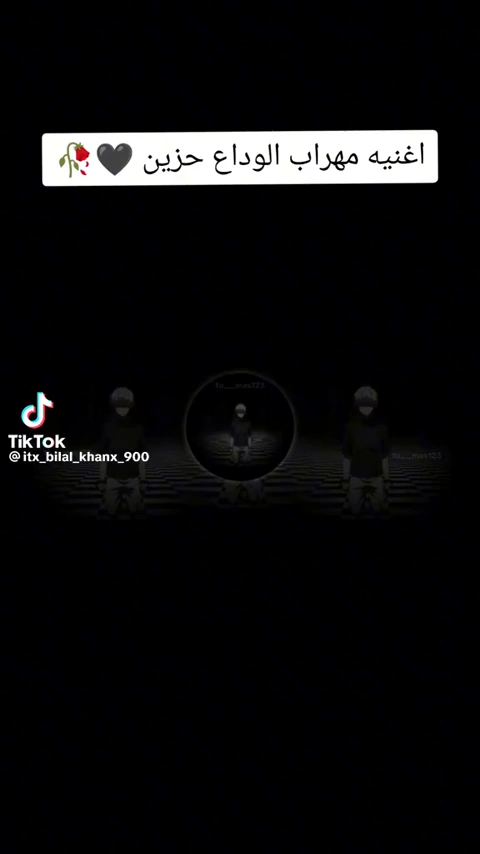 اغنيه مهراب الوداع حزين 🖤🥀
TikTok
@itx_bilal_khanx_900